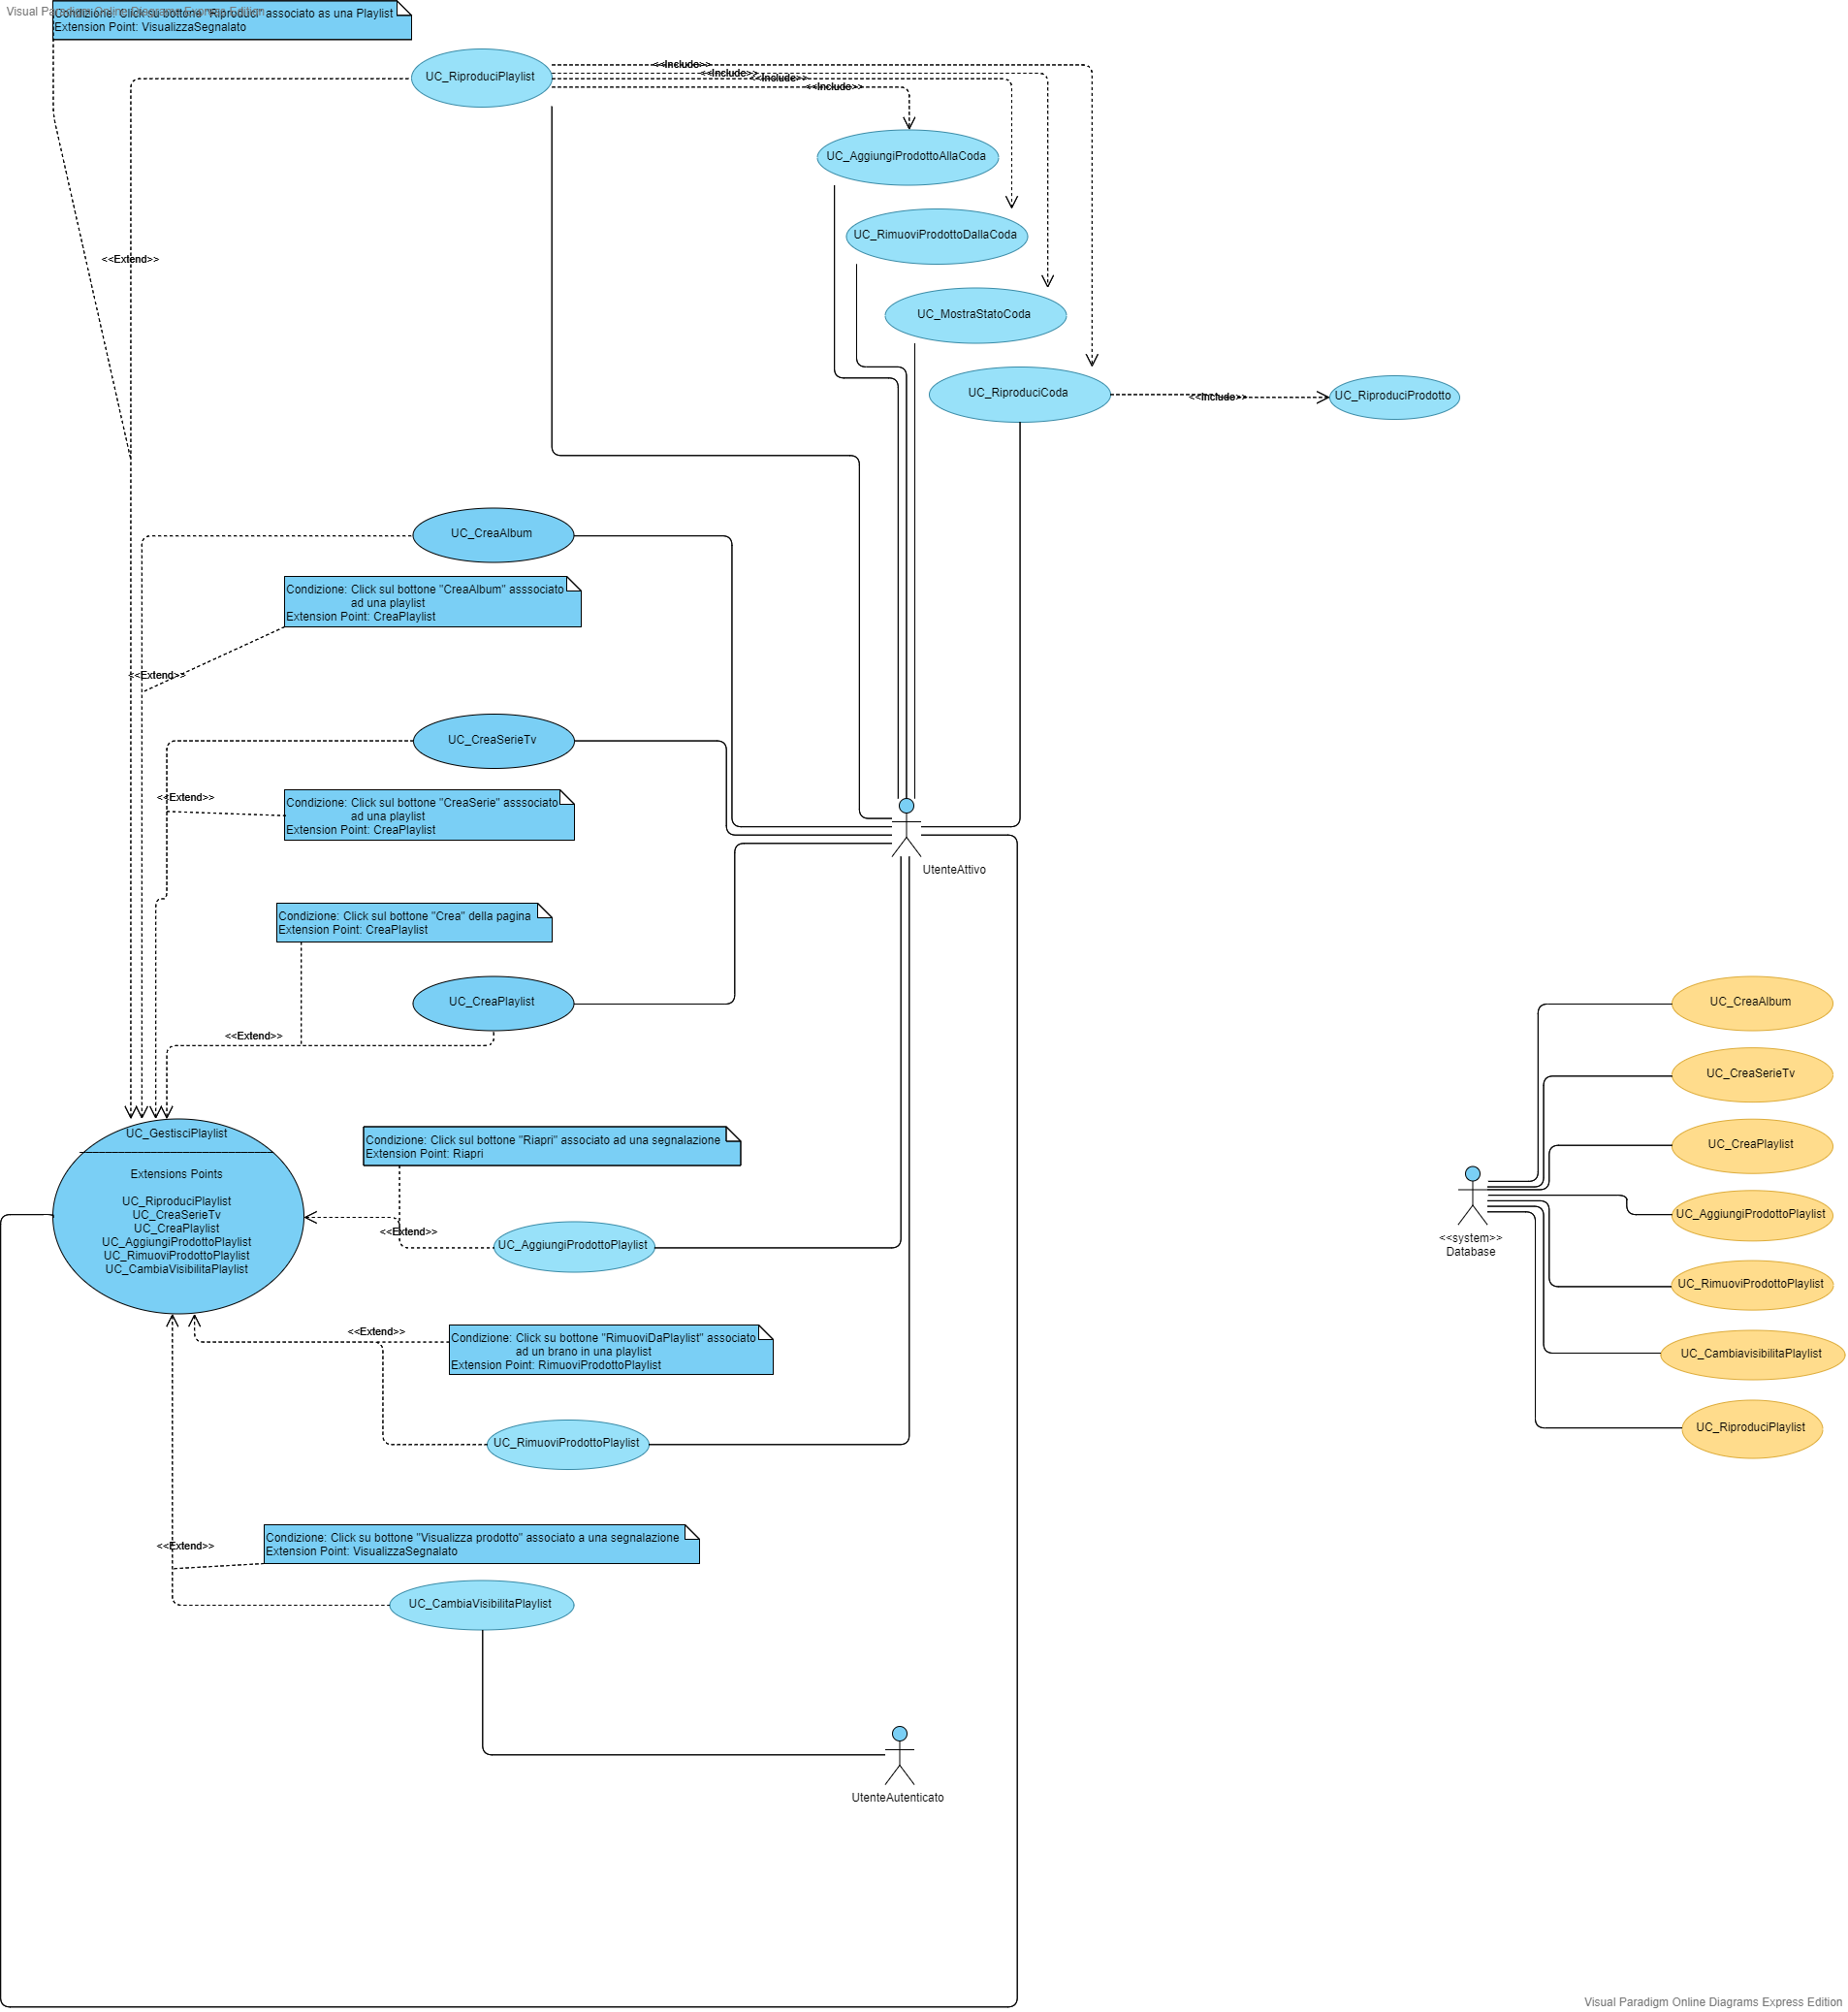 Visual Paradigm Online Diagrams Express Edition
Condizione: Click su bottone "Riproduci" associato as una Playlist
Extension Point: VisualizzaSegnalato
UC_RiproduciPlaylist
<<Include>>
<<Include>>
<<Include>>
<<Include>>
UC_AggiungiProdottoAllaCoda
UC_RimuoviProdottoDallaCoda
<<Extend>>
UC_MostraStatoCoda
UC_RiproduciCoda
<<Include>>
UC_RiproduciProdotto
UC_CreaAlbum
Condizione: Click sul bottone "CreaAlbum" asssociato
ad una playlist
Extension Point: CreaPlaylist
<<Extend>>
UC_CreaSerieTv
<<Extend>>
Condizione: Click sul bottone "CreaSerie" asssociato
ad una playlist
Extension Point: CreaPlaylist
UtenteAttivo
Condizione: Click sul bottone "Crea" della pagina
Extension Point: CreaPlaylist
UC_CreaPlaylist
<<Extend>>
UC_GestisciPlaylist
Extensions Points
UC_RiproduciPlaylist
UC_CreaSerieTv
UC_CreaPlaylist
UC_AggiungiProdottoPlaylist
UC_RimuoviProdottoPlaylist
UC_CambiaVisibilitaPlaylist
Condizione: Click sul bottone "Riapri" associato ad una segnalazione
Extension Point: Riapri
<<Extend>>
UC_AggiungiProdottoPlaylist
<<Extend>>
Condizione: Click su bottone "RimuoviDaPlaylist" associato
ad un brano in una playlist
Extension Point: RimuoviProdottoPlaylist
UC_RimuoviProdottoPlaylist
Condizione: Click su bottone "Visualizza prodotto" associato a una segnalazione
Extension Point: VisualizzaSegnalato
<<Extend>>
UC_CambiaVisibilitaPlaylist
UtenteAutenticato
UC_CreaAlbum
UC_CreaSerieTv
UC_CreaPlaylist
UC_AggiungiProdottoPlaylist
<<system>>
Database
UC_RimuoviProdottoPlaylist
UC_CambiavisibilitaPlaylist
UC_RiproduciPlaylist
Visual Paradigm Online Diagrams Express Edition